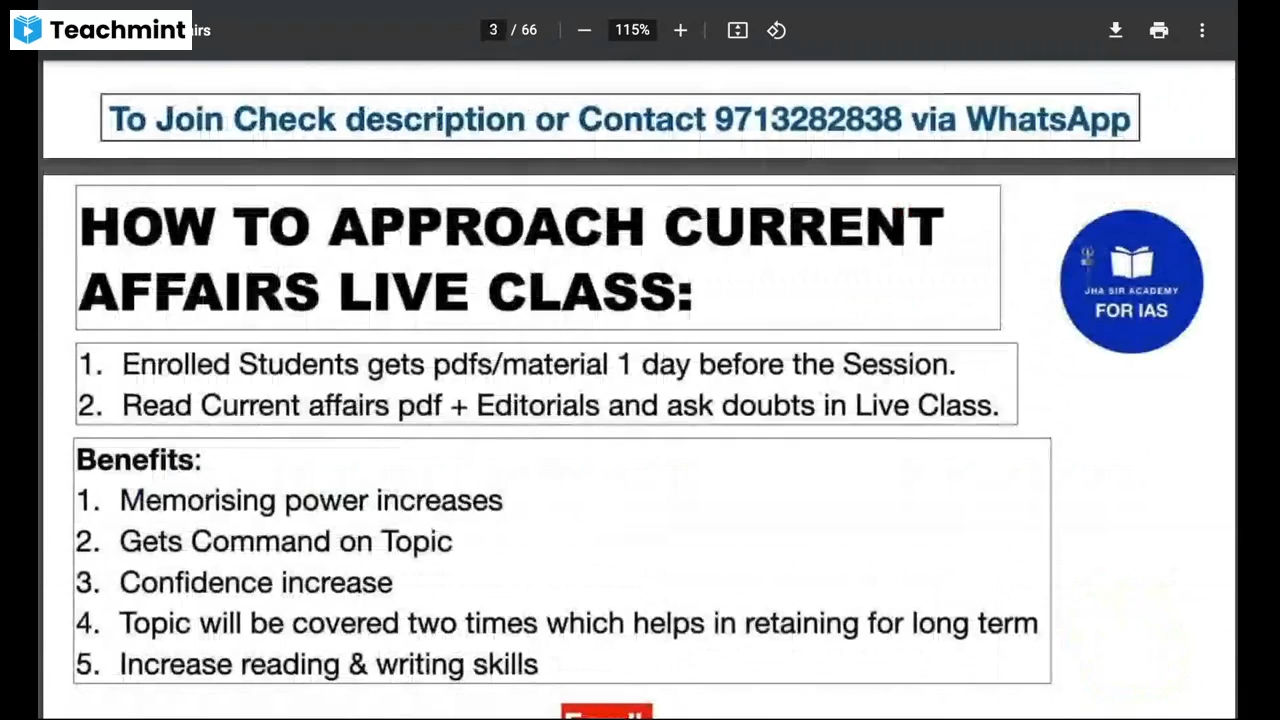 Teachmint
irs
3 / 66
115%
To Join Check description or Contact 9713282838 via WhatsApp
HOW TO APPROACH CURRENT
AFFAIRS LIVE CLASS:
JHA SIR ACADEMY
FOR IAS
1. Enrolled Students gets pdfs/material 1 day before the Session.
2. Read Current affairs pdf + Editorials and ask doubts in Live Class.
Benefits:
1. Memorising power increases
2. Gets Command on Topic
3. Confidence increase
4. Topic will be covered two times which helps in retaining for long term
5. Increase reading & writing skills